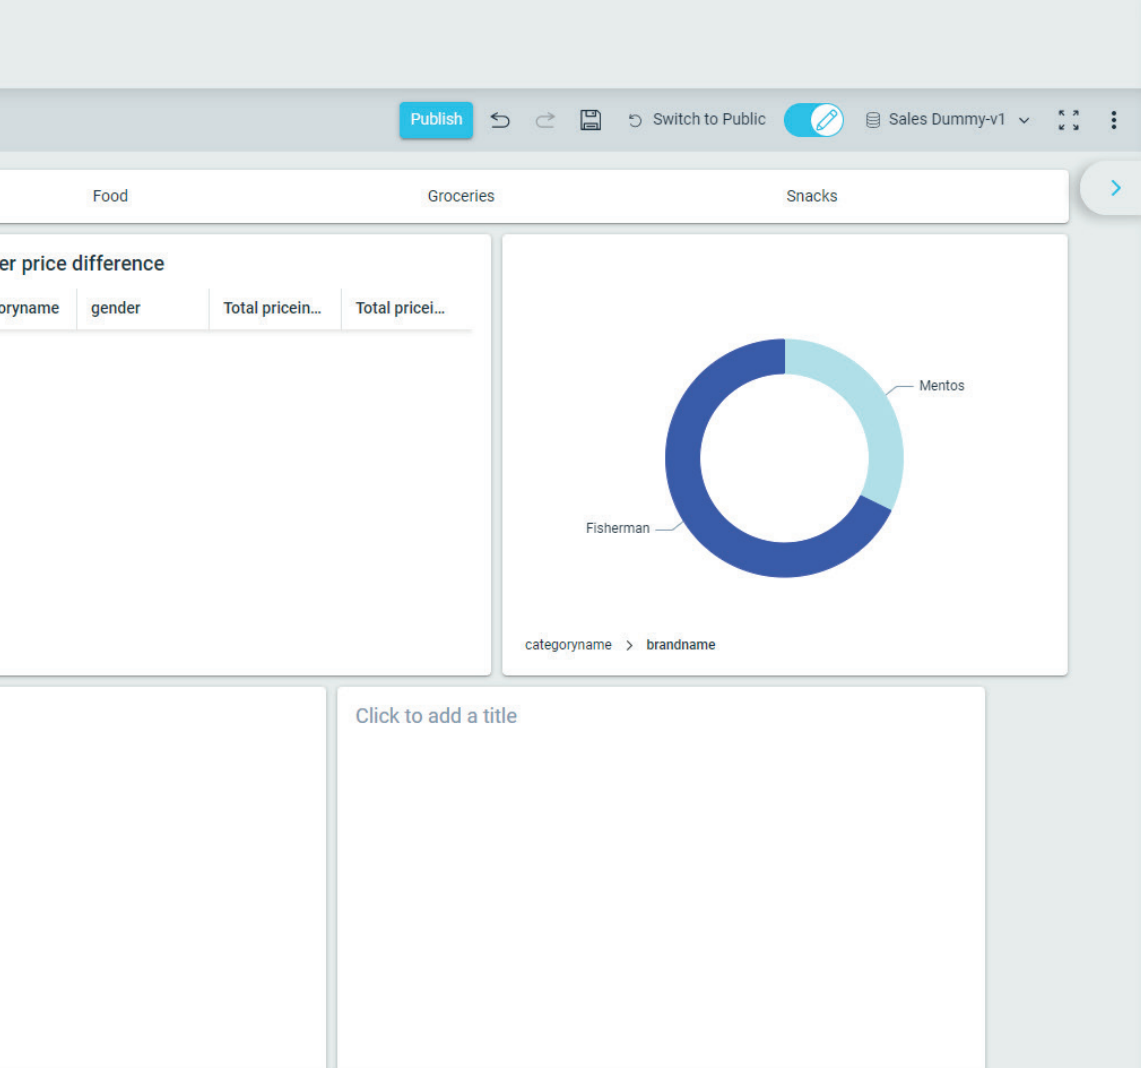 Publish Switch to Public Sales Dummy-v1
Food Groceries Snacks
er price difference
oryname gender Total pricein... Total pricei...
Mentos
Fisherman
categoryname > brandname
Click to add a title